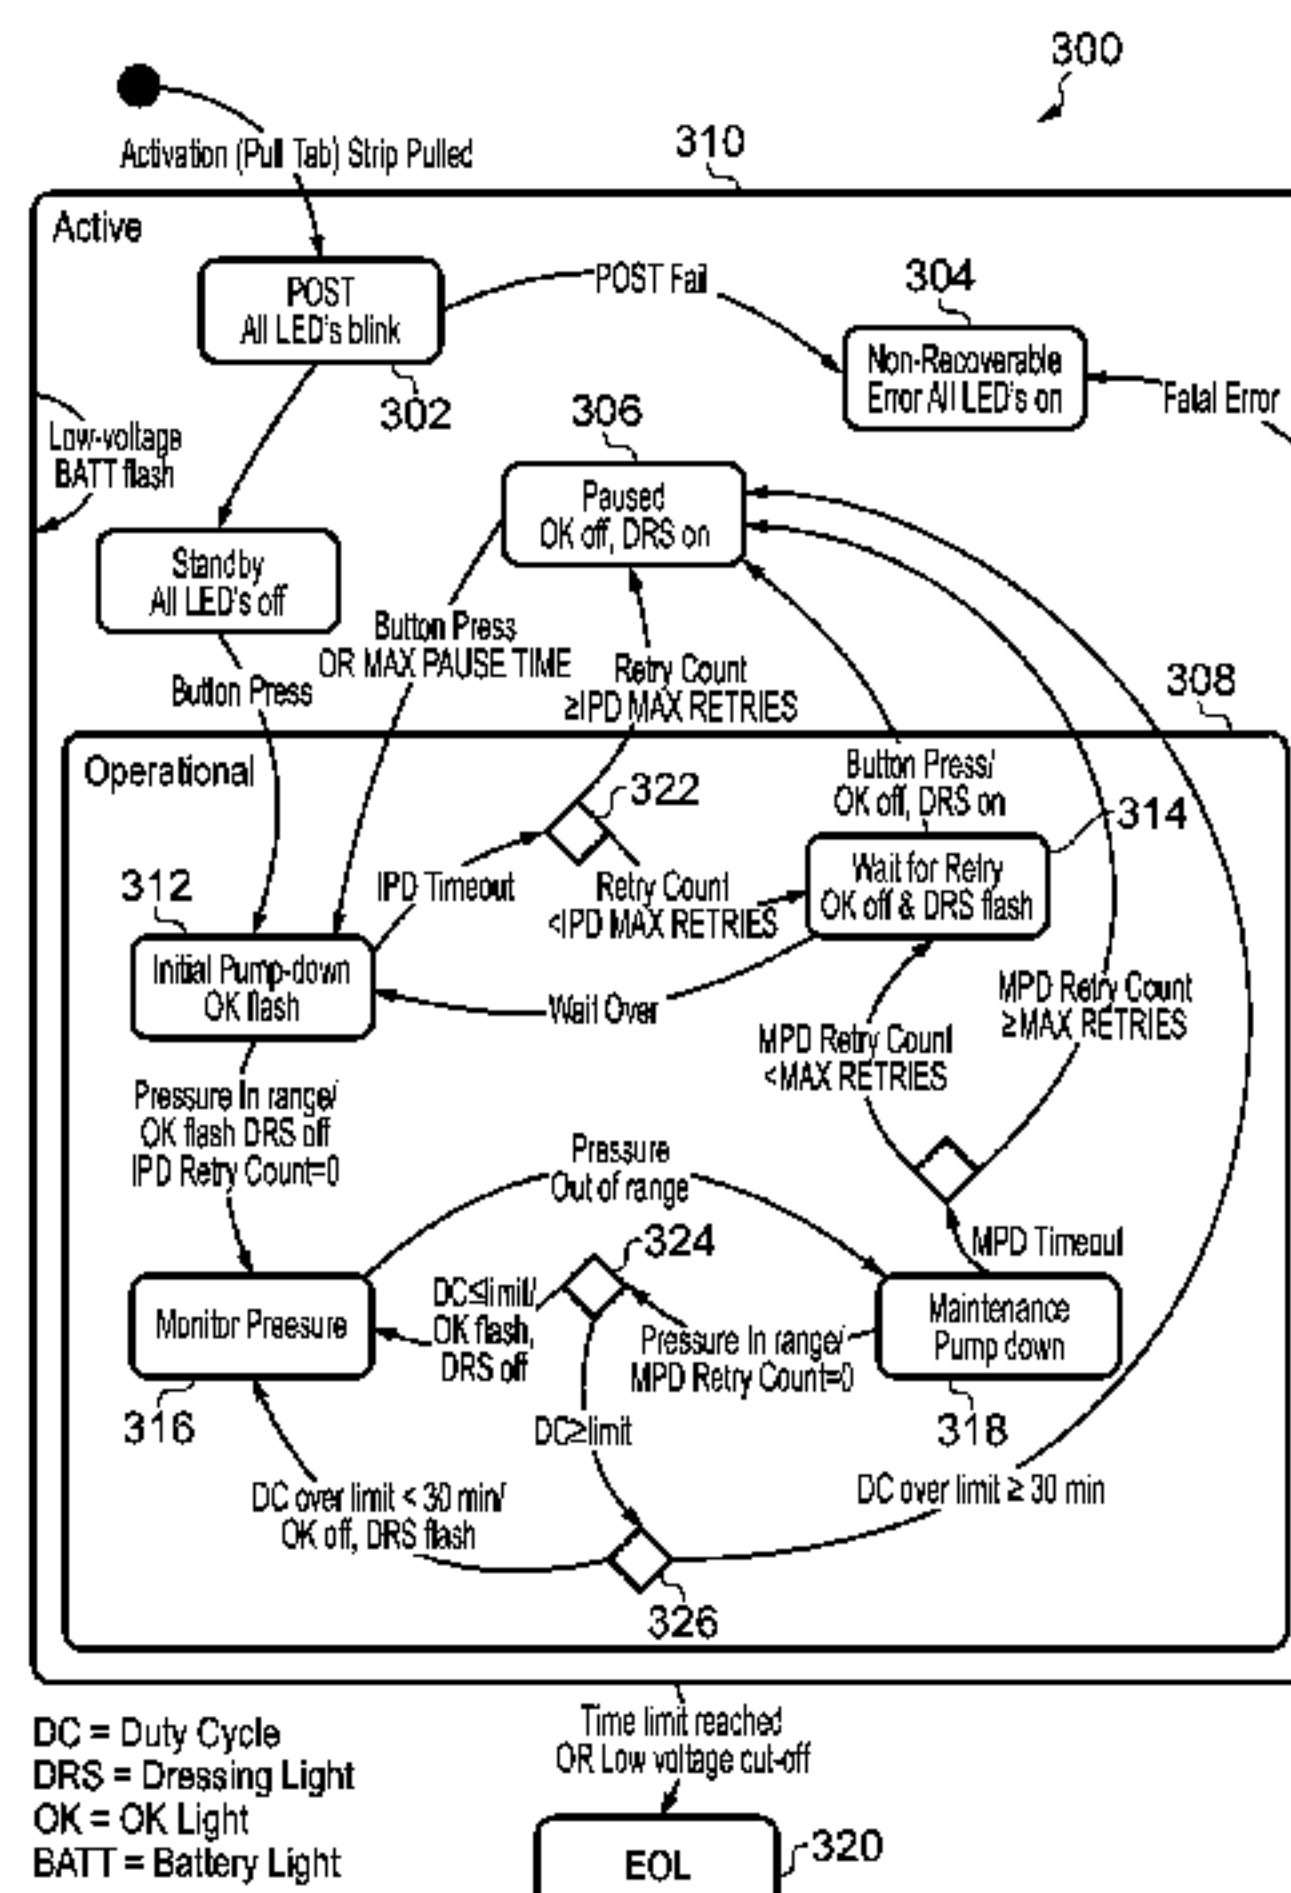 300
Activation (Pull Tab) Strip Pulled
310
Active
POST
All LED's blink
302
POST Fail
304
Non-Recoverable
Error All LED's on
Fatal Error
Low-voltage
BATT flash
306
Paused
OK off, DRS on
Standby
All LED's off
Button Press
Button Press
OR MAX PAUSE TIME
Retry Count
≥IPD MAX RETRIES
308
Operational
322
Button Press/
OK off, DRS on
314
IPD Timeout
Retry Count
<IPD MAX RETRIES
Wait for Retry
OK off & DRS flash
312
Initial Pump-down
OK flash
Wait Over
MPD Retry Count
≥MAX RETRIES
MPD Retry Count
<MAX RETRIES
Pressure In range/
OK flash DRS off
IPD Retry Count=0
Pressure
Out of range
324
MPD Timeout
Monitor Pressure
316
DC≤limit/
OK flash,
DRS off
Pressure In range/
MPD Retry Count=0
Maintenance
Pump down
318
DC≥limit
DC over limit < 30 min/
OK off, DRS flash
DC over limit ≥ 30 min
326
Time limit reached
OR Low voltage cut-off
DC = Duty Cycle
DRS = Dressing Light
OK = OK Light
BATT = Battery Light
EOL
320